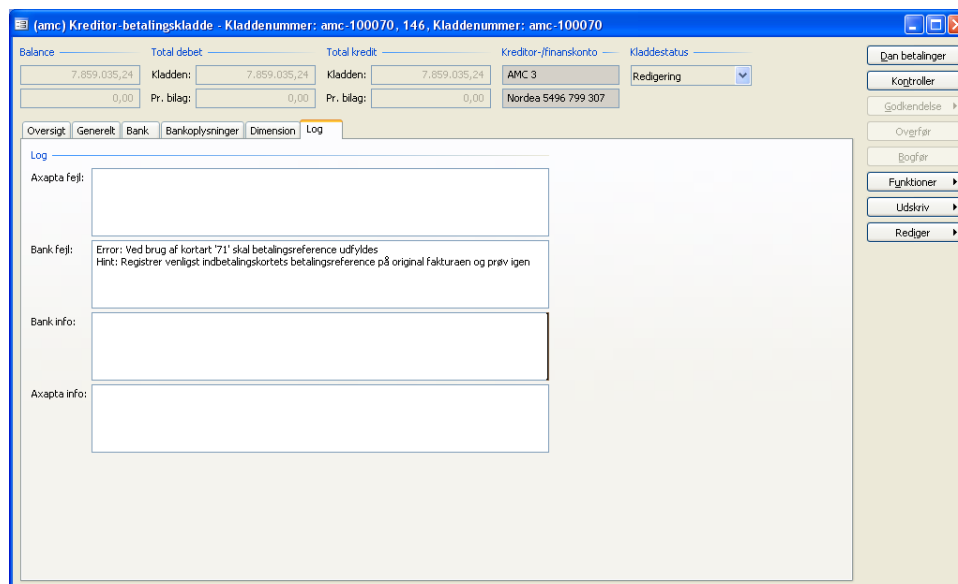 (amc) Kreditor-betalingskladde - Kladdenummer: amc-100070, 146, Kladdenummer: amc-100070
Balance Total debet Total kredit Kreditor-/finanskonto Kladdestatus
7.859.035,24 Kladden: 7.859.035,24 Kladden: 7.859.035,24 AMC 3 Redigering
0,00 Pr. bilag: 0,00 Pr. bilag: 0,00 Nordea 5496 799 307
Dan betalinger
Kontroller
Godkendelse
Overfør
Bogfør
Funktioner
Udskriv
Rediger
Oversigt Generelt Bank Bankoplysninger Dimension Log
Log
Axapta fejl:
Bank fejl: Error: Ved brug af kortart '71' skal betalingsreference udfyldes
Hint: Registrer venligst indbetalingskortets betalingsreference på original fakturaen og prøv igen
Bank info:
Axapta info: